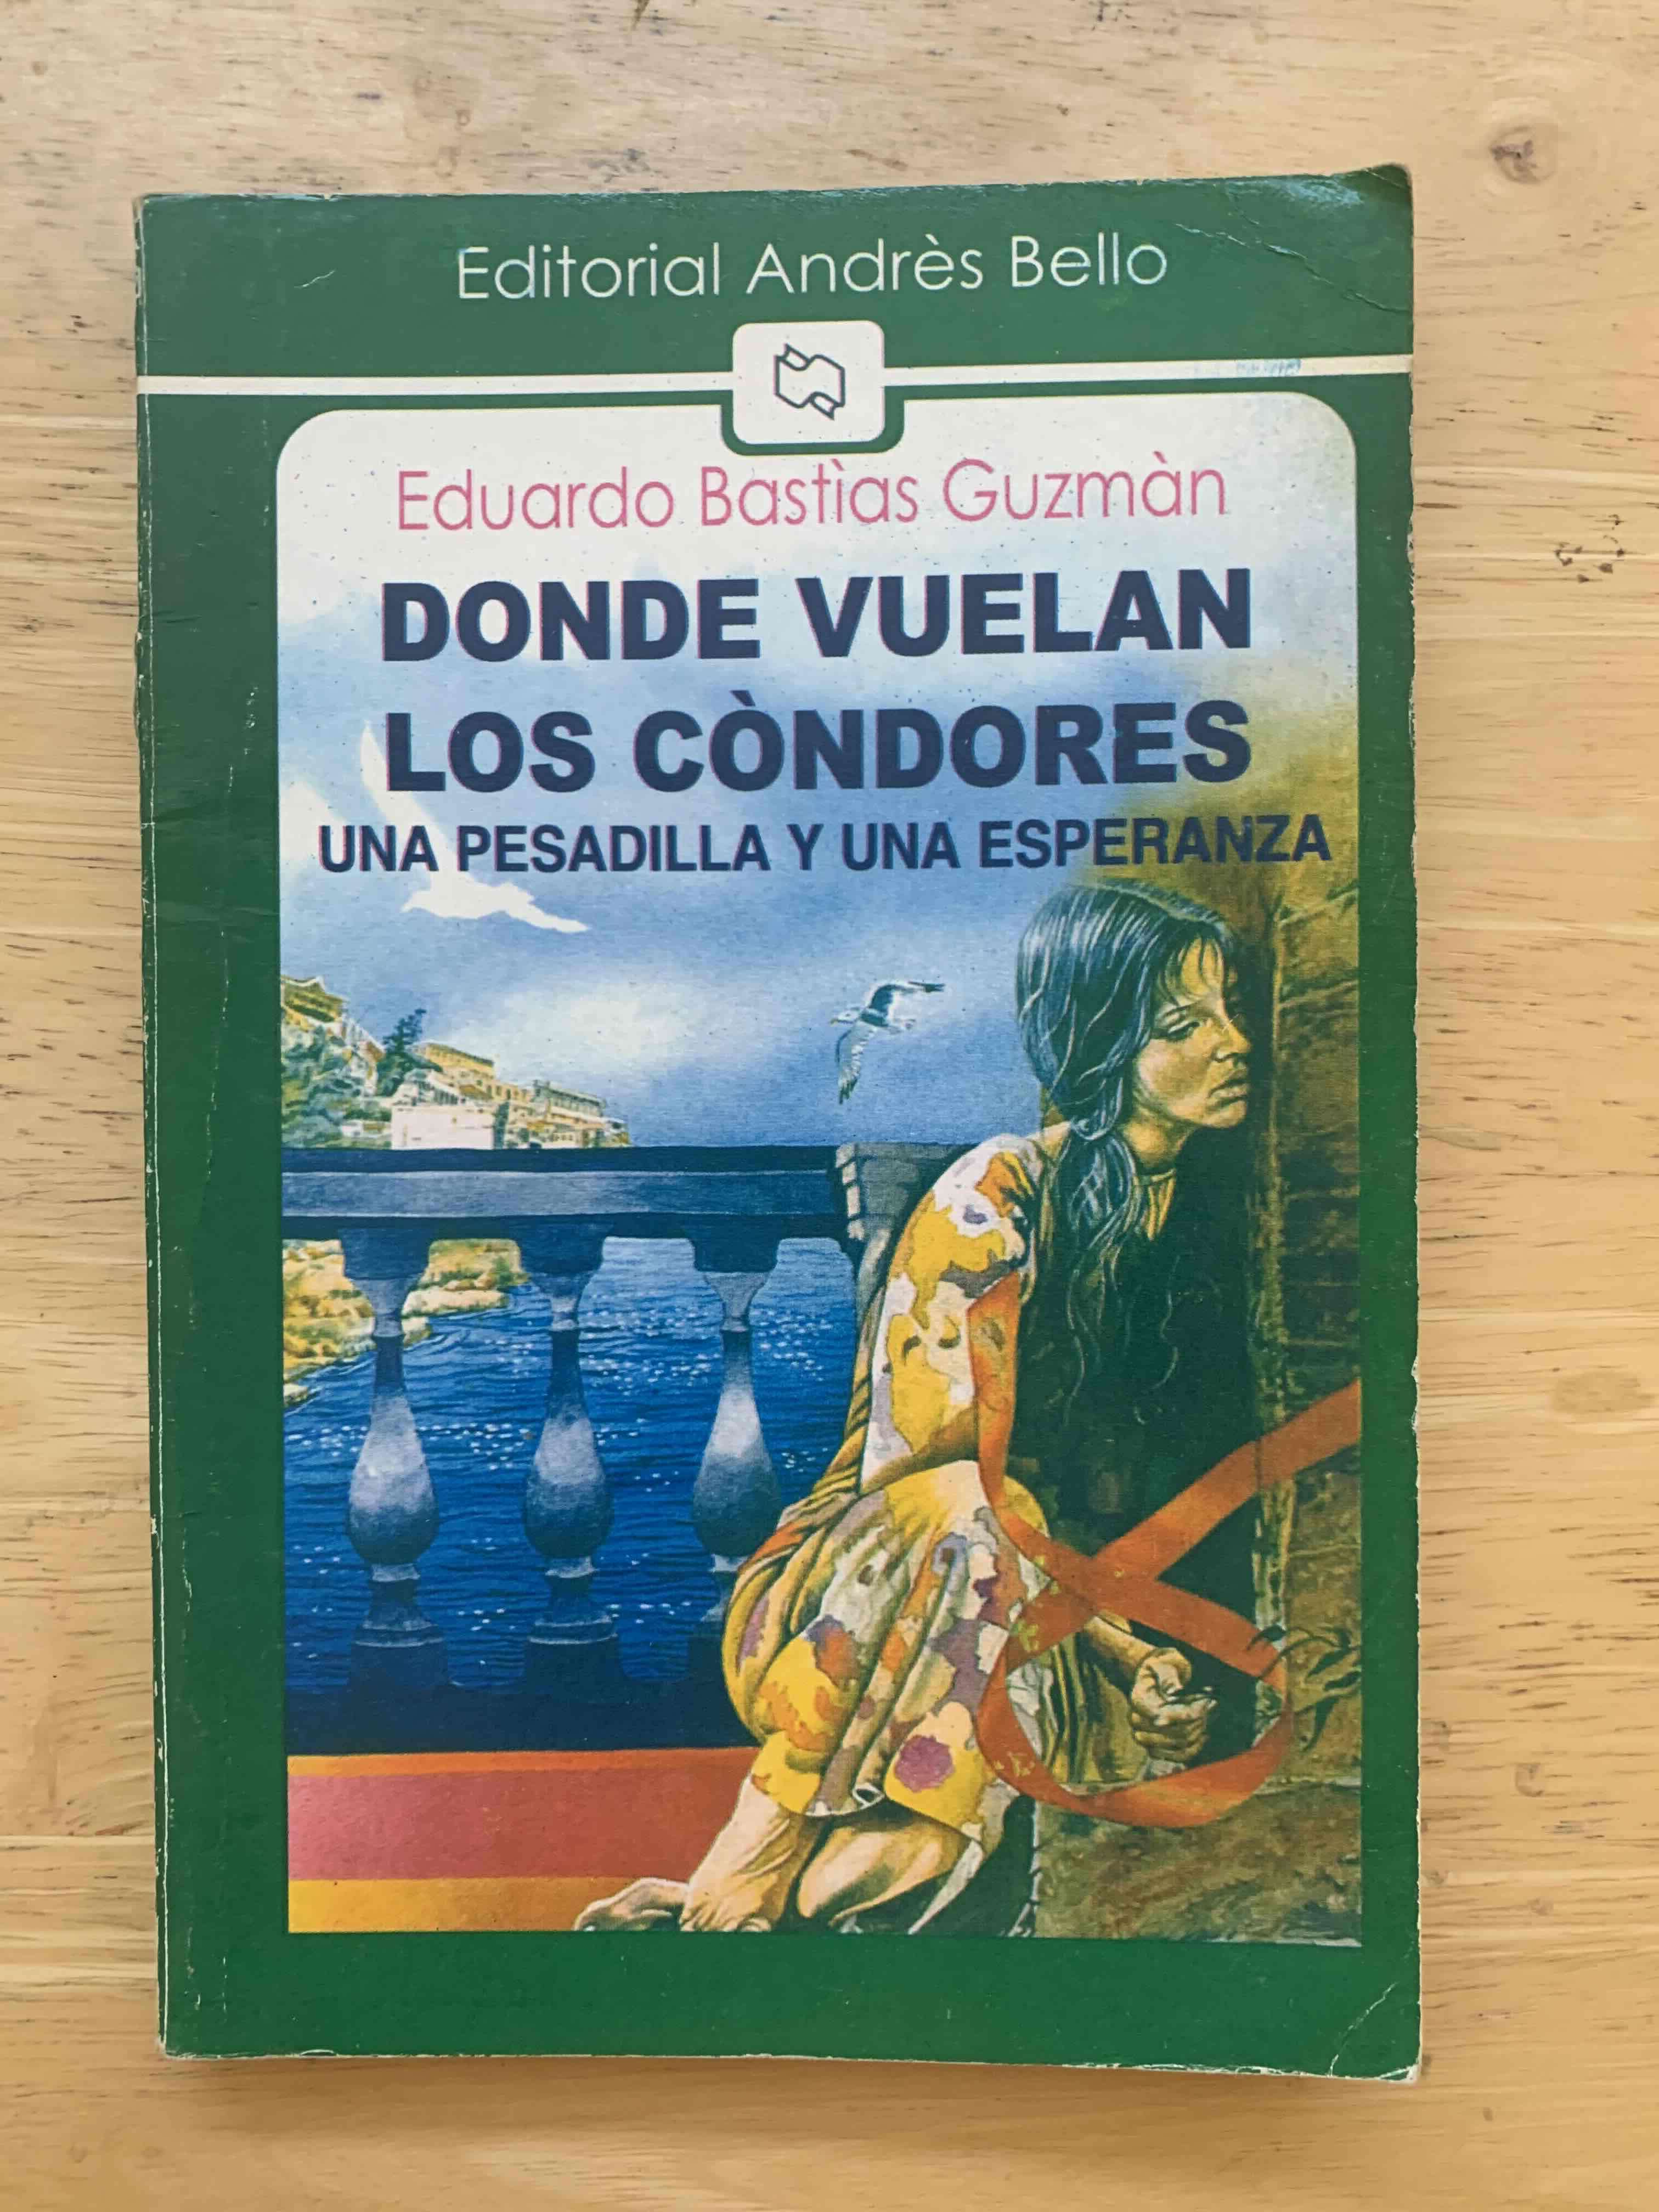 Editorial Andrès Bello
Eduardo Bastìas Guzmàn
DONDE VUELAN
LOS CÒNDORES
UNA PESADILLA Y UNA ESPERANZA